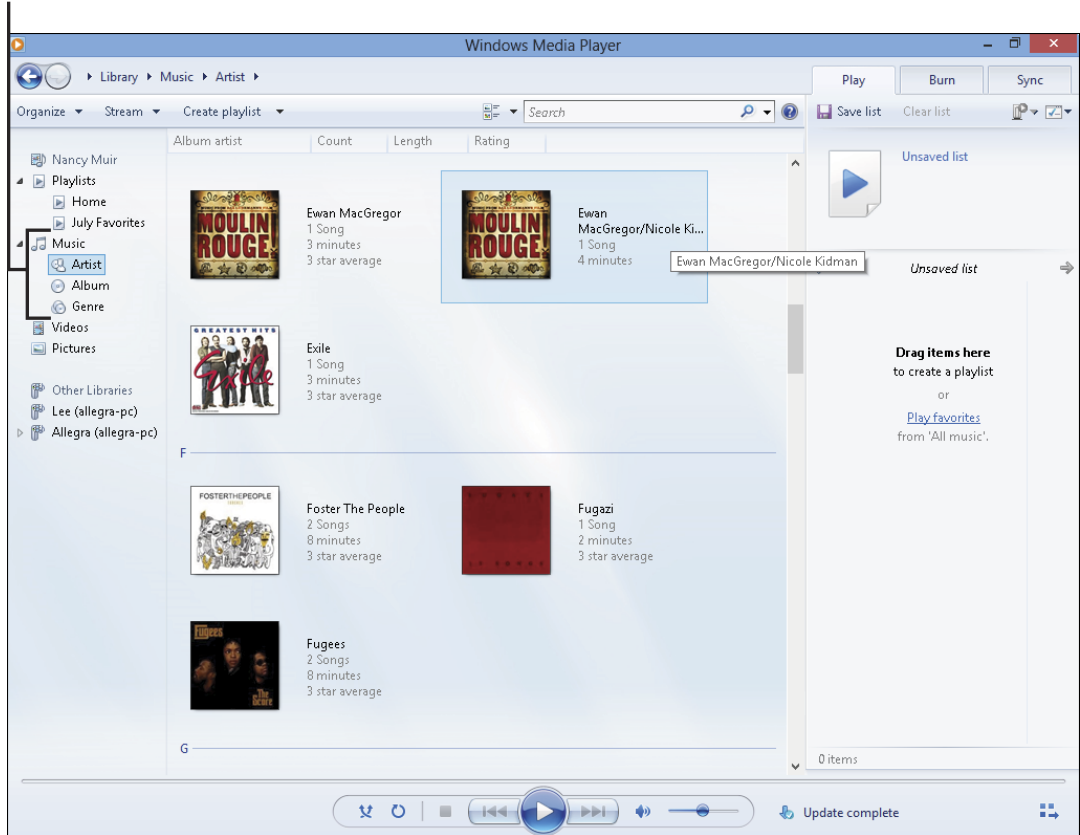 Windows Media Player
Library Music Artist
Play Burn Sync
Organize Stream Create playlist Search Save list Clear list
Album artist Count Length Rating
Nancy Muir
Playlists
Home
July Favorites
Music
Artist
Album
Genre
Videos
Pictures
Other Libraries
Lee (allegra-pc)
Allegra (allegra-pc)
MOULIN
ROUGE!
Ewan MacGregor
1 Song
3 minutes
3 star average
MOULIN
ROUGE!
Ewan
MacGregor/Nicole Ki...
1 Song
4 minutes
Ewan MacGregor/Nicole Kidman
GREATEST HITS
Exile
Exile
1 Song
3 minutes
3 star average
F
FOSTERTHEPEOPLE
Foster The People
2 Songs
8 minutes
3 star average
Fugazi
1 Song
2 minutes
3 star average
Fugees
The
Score
Fugees
2 Songs
8 minutes
3 star average
G
Unsaved list
Unsaved list
Drag items here
to create a playlist
or
Play favorites
from 'All music'.
0 items
Update complete